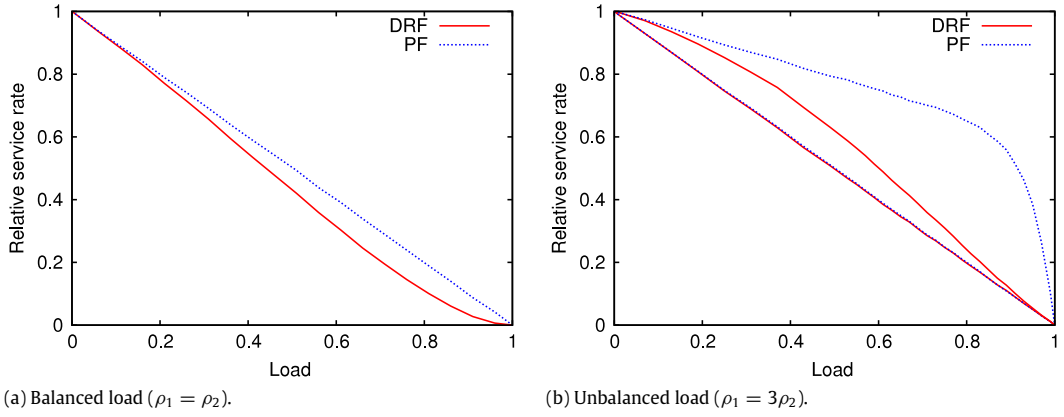 1
0.8
0.6
0.4
0.2
0
0 0.2 0.4 0.6 0.8 1
Relative service rate
Load
DRF
PF
(a) Balanced load (ρ1 = ρ2).
1
0.8
0.6
0.4
0.2
0
0 0.2 0.4 0.6 0.8 1
Relative service rate
Load
DRF
PF
(b) Unbalanced load (ρ1 = 3ρ2).